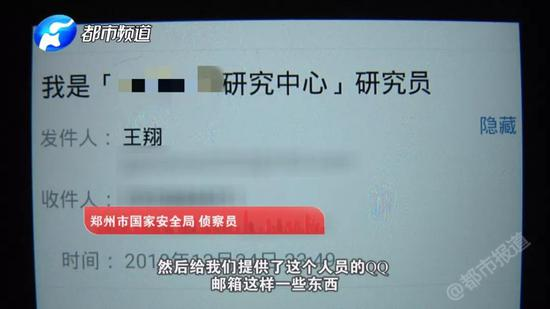 都市频道
我是「研究中心」研究员
隐藏
发件人：王翔
收件人：
郑州市国家安全局 侦察员
时间：
然后给我们提供了这个人员的QQ
邮箱这样一些东西
@都市报道